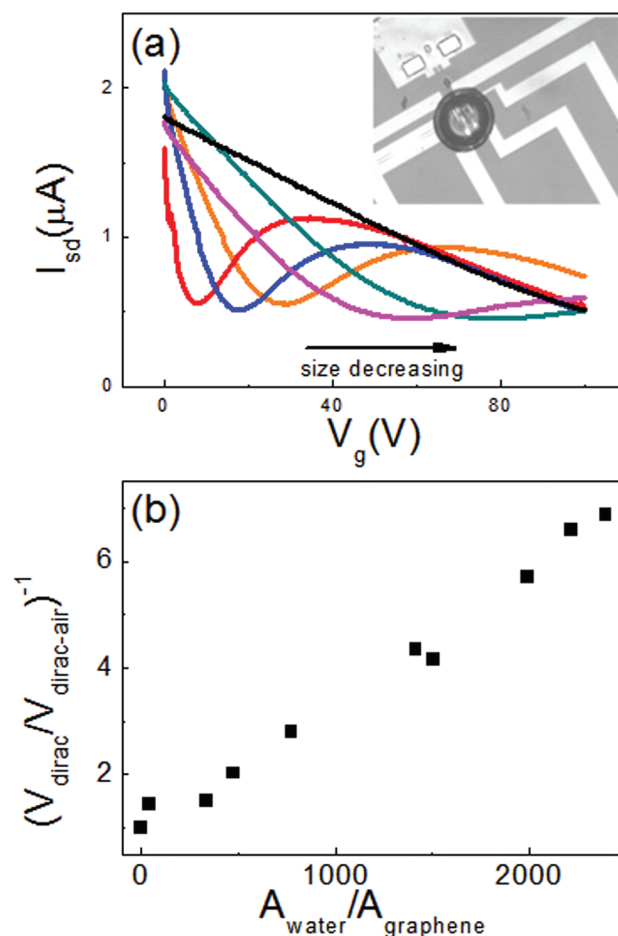 (a)
2
1
0
I_sd(μA)
size decreasing
0 40 80
V_g(V)
(b)
6
4
2
(V_dirac/V_dirac-air)^-1
0 1000 2000
A_water/A_graphene